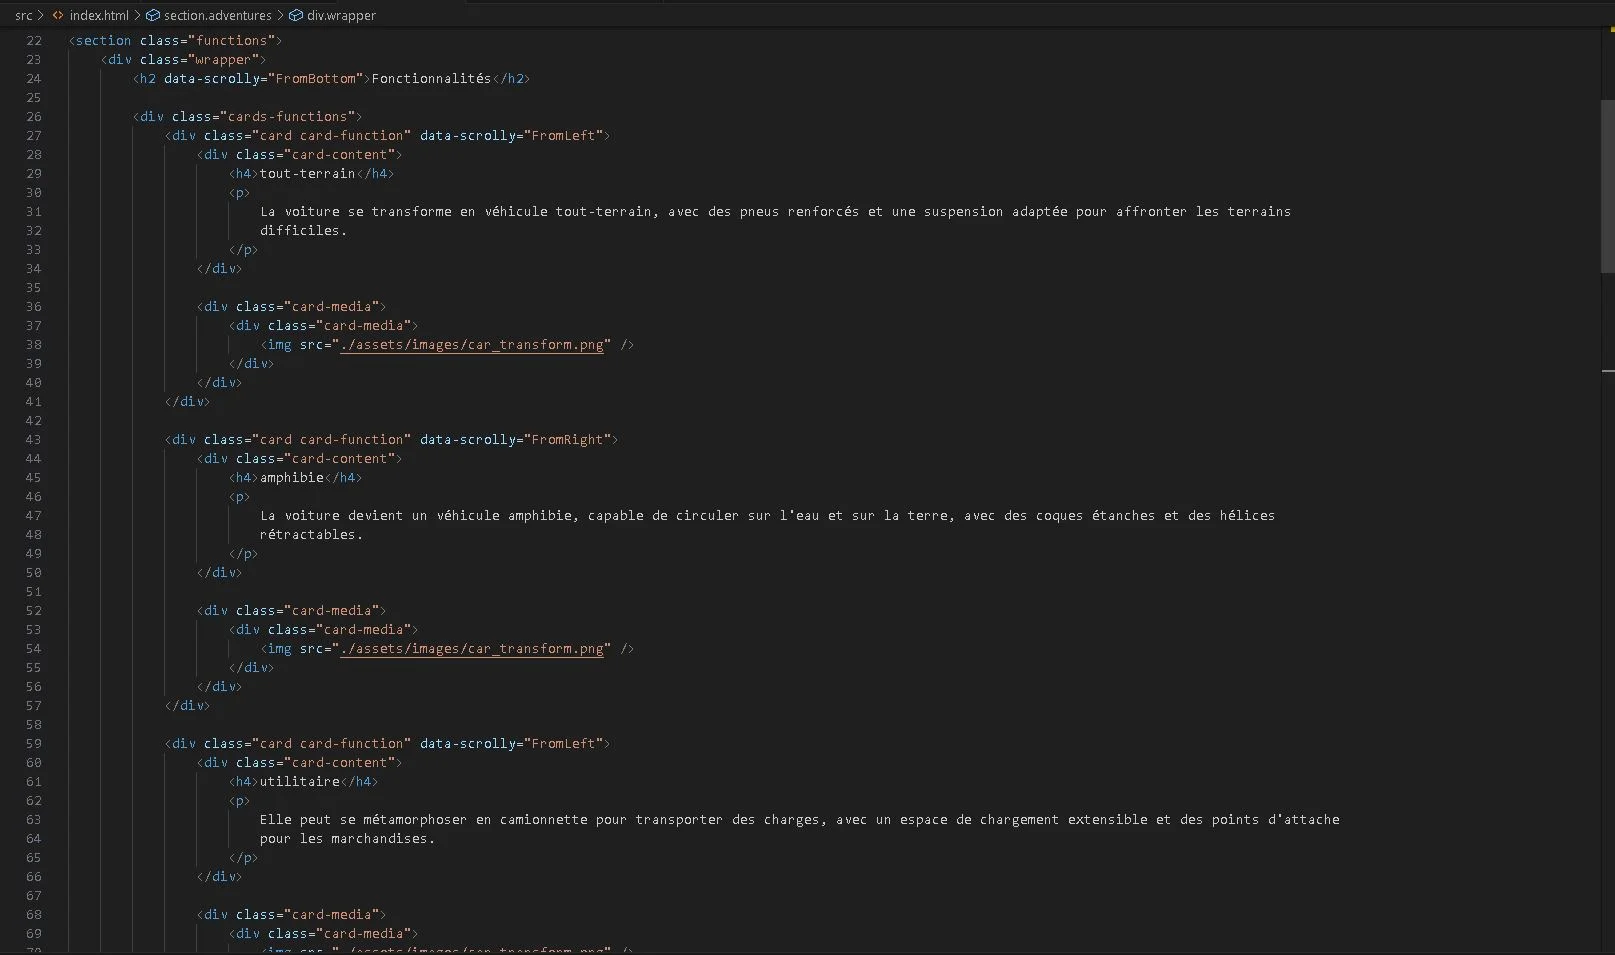 src > index.html > section.adventures > div.wrapper
22 <section class="functions">
23 <div class="wrapper">
24 <h2 data-scrolly="FromBottom">Fonctionnalités</h2>
25
26 <div class="cards-functions">
27 <div class="card card-function" data-scrolly="FromLeft">
28 <div class="card-content">
29 <h4>tout-terrain</h4>
30 <p>
31 La voiture se transforme en véhicule tout-terrain, avec des pneus renforcés et une suspension adaptée pour affronter les terrains
32 difficiles.
33 </p>
34 </div>
35
36 <div class="card-media">
37 <div class="card-media">
38 <img src="./assets/images/car_transform.png" />
39 </div>
40 </div>
41 </div>
42
43 <div class="card card-function" data-scrolly="FromRight">
44 <div class="card-content">
45 <h4>amphibie</h4>
46 <p>
47 La voiture devient un véhicule amphibie, capable de circuler sur l'eau et sur la terre, avec des coques étanches et des hélices
48 rétractables.
49 </p>
50 </div>
51
52 <div class="card-media">
53 <div class="card-media">
54 <img src="./assets/images/car_transform.png" />
55 </div>
56 </div>
57 </div>
58
59 <div class="card card-function" data-scrolly="FromLeft">
60 <div class="card-content">
61 <h4>utilitaire</h4>
62 <p>
63 Elle peut se métamorphoser en camionnette pour transporter des charges, avec un espace de chargement extensible et des points d'attache
64 pour les marchandises.
65 </p>
66 </div>
67
68 <div class="card-media">
69 <div class="card-media">
70 <img src="./assets/images/car_transform.png" />